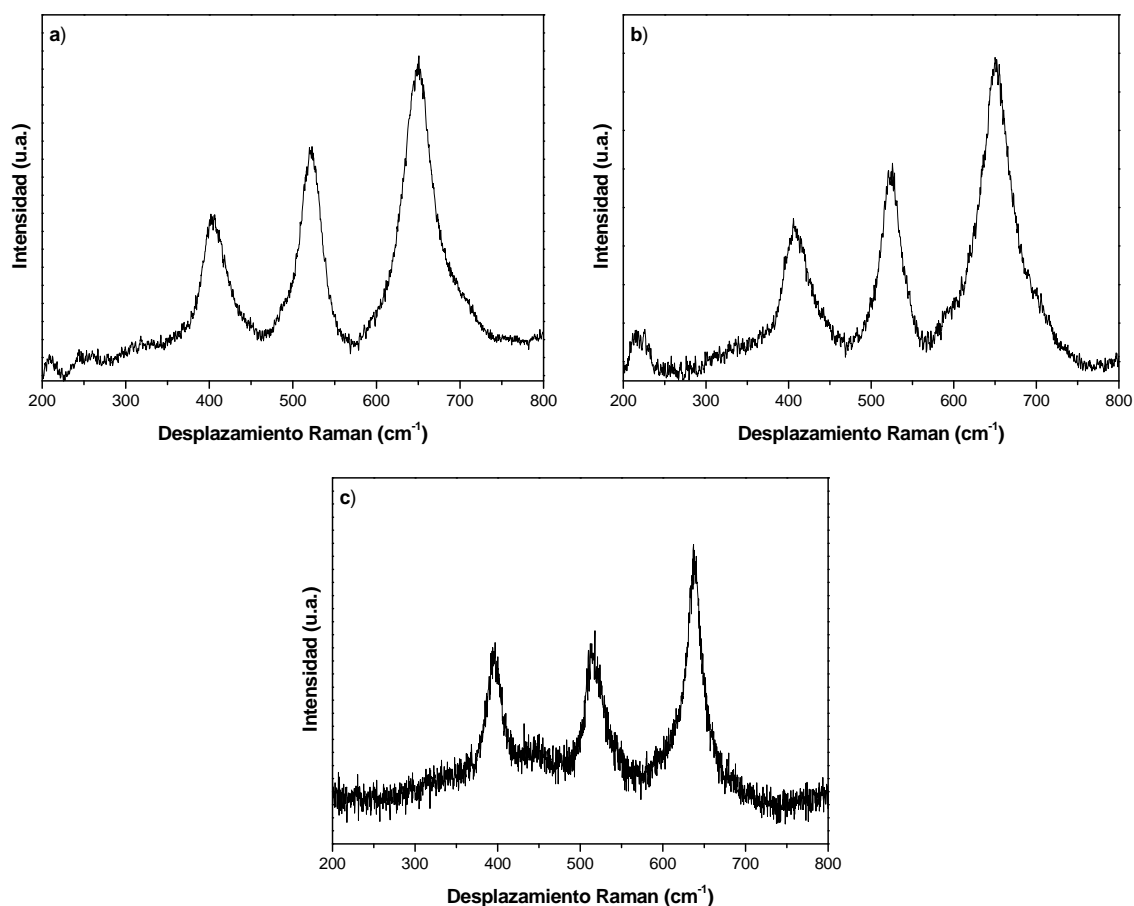 a)
Intensidad (u.a.)
200 300 400 500 600 700 800
Desplazamiento Raman (cm-1)
b)
Intensidad (u.a.)
200 300 400 500 600 700 800
Desplazamiento Raman (cm-1)
c)
Intensidad (u.a.)
200 300 400 500 600 700 800
Desplazamiento Raman (cm-1)